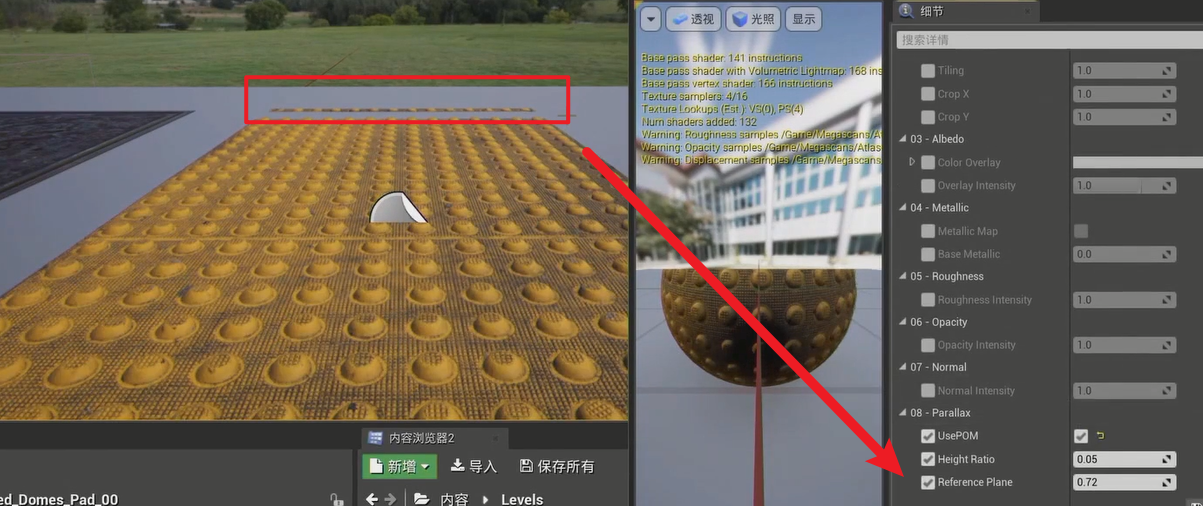 透视
光照
显示
Base pass shader: 141 instructions
Base pass shader with Volumetric Lightmap: 168 ins
Base pass vertex shader: 166 instructions
Texture samplers: 4/16
Texture Lookups (Est.): VS(0), PS(4)
Num shaders added: 132
Warning: Roughness samples /Game/Megascans/At
Warning: Opacity samples /Game/Megascans/Atlas
Warning: Displacement samples /Game/Megascans
细节
搜索详情
Tiling 1.0
Crop X 1.0
Crop Y 1.0
03 - Albedo
Color Overlay
Overlay Intensity 1.0
04 - Metallic
Metallic Map
Base Metallic 0.0
05 - Roughness
Roughness Intensity 1.0
06 - Opacity
Opacity Intensity 1.0
07 - Normal
Normal Intensity 1.0
08 - Parallax
UsePOM
Height Ratio 0.05
Reference Plane 0.72
内容浏览器2
新增
导入
保存所有
ed_Domes_Pad_00
内容
Levels